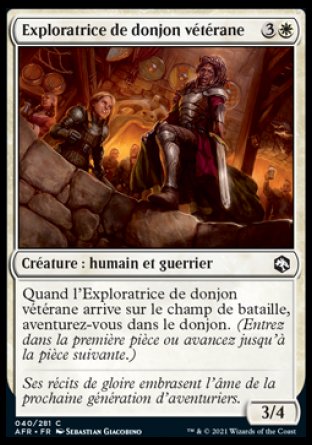 Exploratrice de donjon vétérane 3
Créature : humain et guerrier
Quand l'Exploratrice de donjon
vétérane arrive sur le champ de bataille,
aventurez-vous dans le donjon. (Entrez
dans la première pièce ou avancez jusqu'à
la pièce suivante.)
Ses récits de gloire embrasent l'âme de la
prochaine génération d'aventuriers.
3/4
040/281 C
AFR • FR Sebastian Giacobino
™ & © 2021 Wizards of the Coast